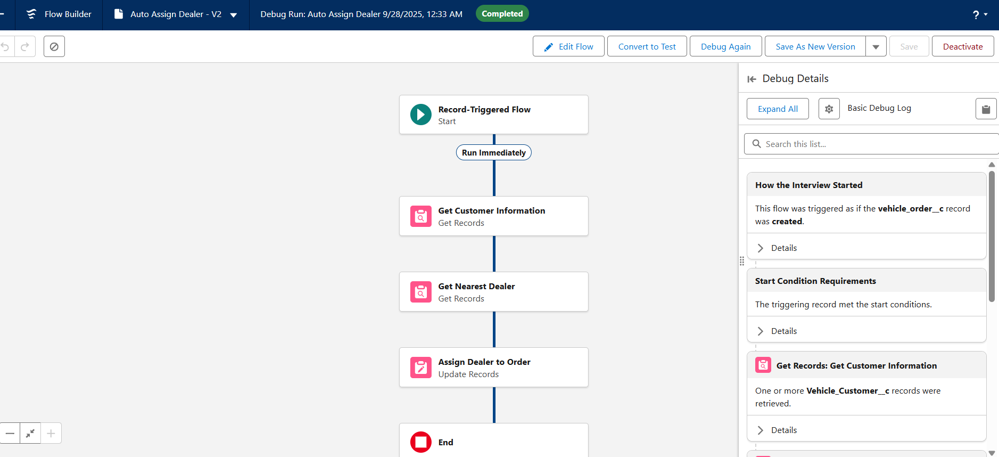 Flow Builder
Auto Assign Dealer - V2
Debug Run: Auto Assign Dealer 9/28/2025, 12:33 AM
Completed
?
Edit Flow
Convert to Test
Debug Again
Save As New Version
Save
Deactivate
Record-Triggered Flow
Start
Run Immediately
Get Customer Information
Get Records
Get Nearest Dealer
Get Records
Assign Dealer to Order
Update Records
End
Debug Details
Expand All
Basic Debug Log
Search this list...
How the Interview Started
This flow was triggered as if the vehicle_order__c record
was created.
Details
Start Condition Requirements
The triggering record met the start conditions.
Details
Get Records: Get Customer Information
One or more Vehicle_Customer__c records were
retrieved.
Details